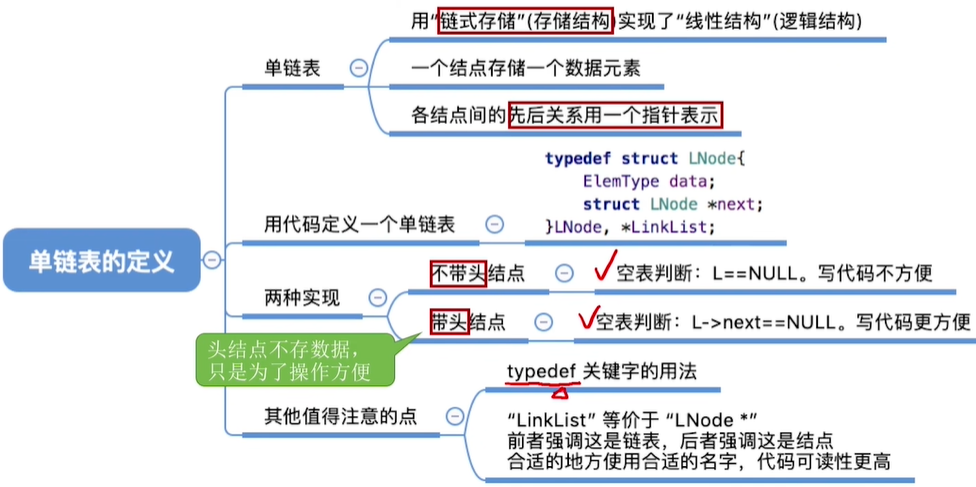 单链表的定义
单链表
用“链式存储”(存储结构)实现了“线性结构”(逻辑结构)
一个结点存储一个数据元素
各结点间的先后关系用一个指针表示
用代码定义一个单链表
typedef struct LNode{
ElemType data;
struct LNode *next;
}LNode, *LinkList;
两种实现
不带头结点
空表判断：L==NULL。写代码不方便
带头结点
空表判断：L->next==NULL。写代码更方便
头结点不存数据，
只是为了操作方便
其他值得注意的点
typedef 关键字的用法
“LinkList” 等价于 “LNode *”
前者强调这是链表，后者强调这是结点
合适的地方使用合适的名字，代码可读性更高